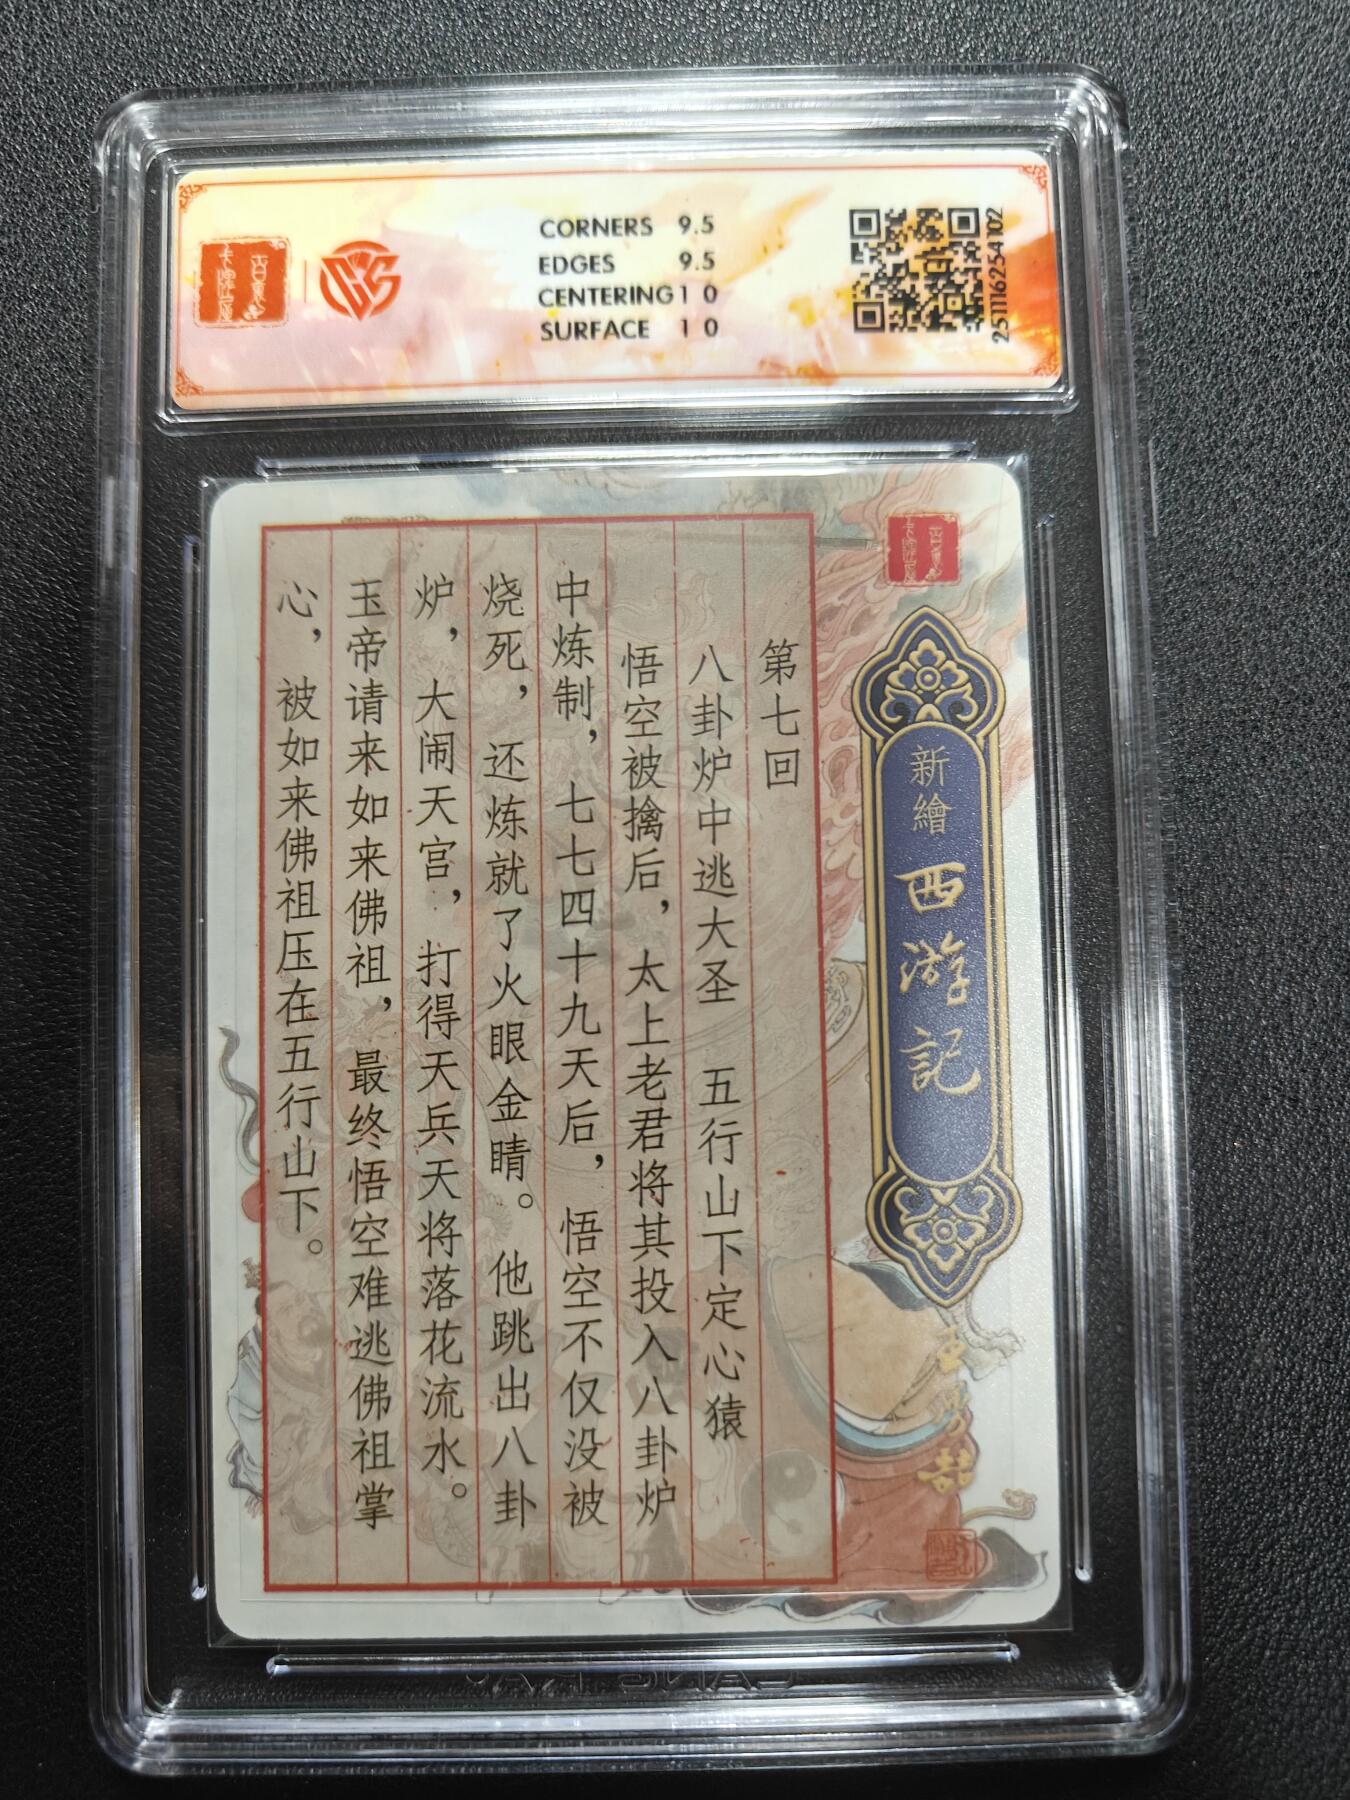 CORNERS 9.5
EDGES 9.5
CENTERING 10
SURFACE 10
2511116254102
新繪
西游記
王勇喆
第七回
八卦炉中逃大圣 五行山下定心猿
悟空被擒后，太上老君将其投入八卦炉
中炼制，七七四十九天后，悟空不仅没被
烧死，还炼就了火眼金睛。他跳出八卦
炉，大闹天宫，打得天兵天将落花流水。
玉帝请来如来佛祖，最终悟空难逃佛祖掌
心，被如来佛祖压在五行山下。